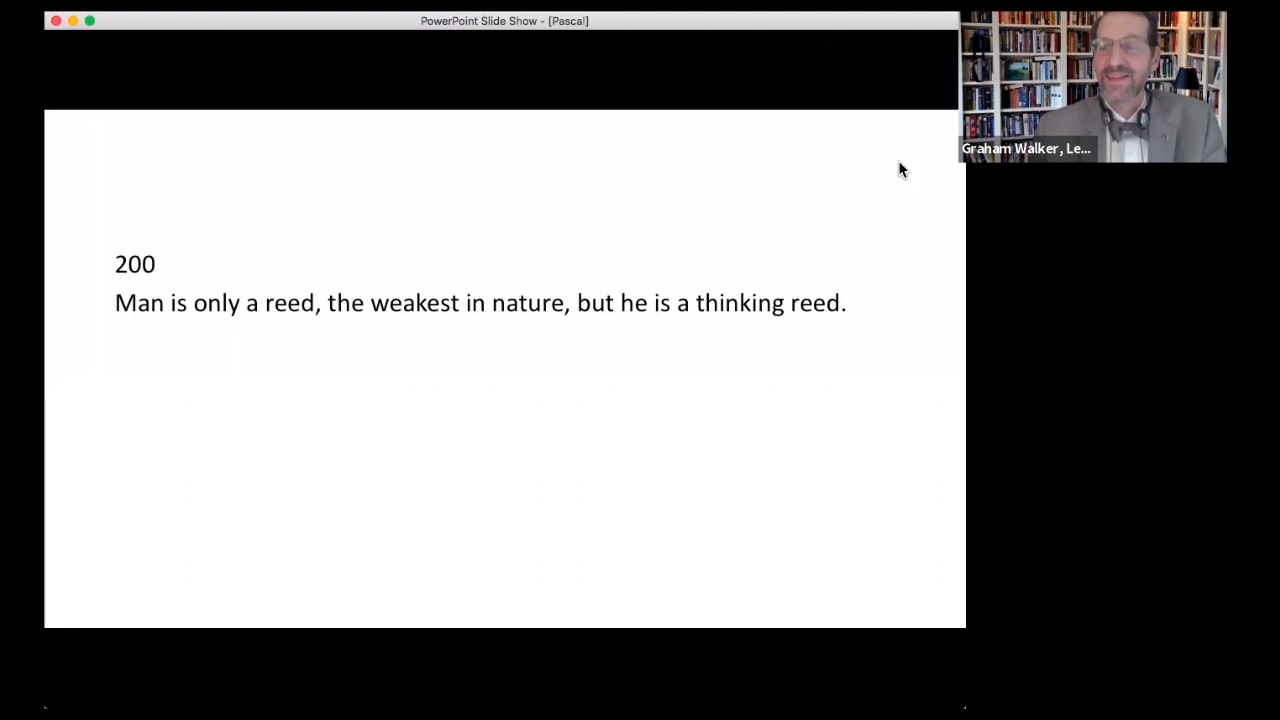 PowerPoint Slide Show - [Pascal]
Graham Walker, Le...
200
Man is only a reed, the weakest in nature, but he is a thinking reed.